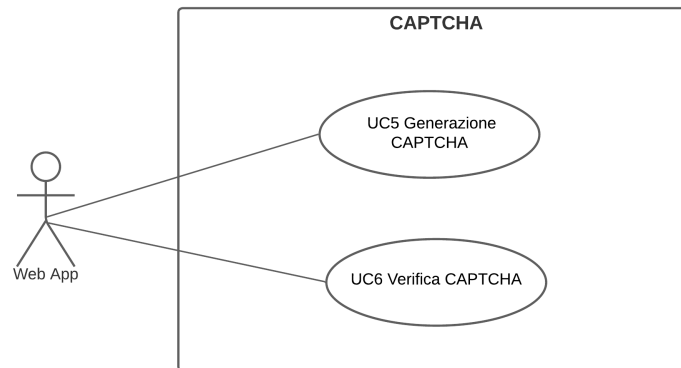 CAPTCHA
UC5 Generazione
CAPTCHA
Web App
UC6 Verifica CAPTCHA